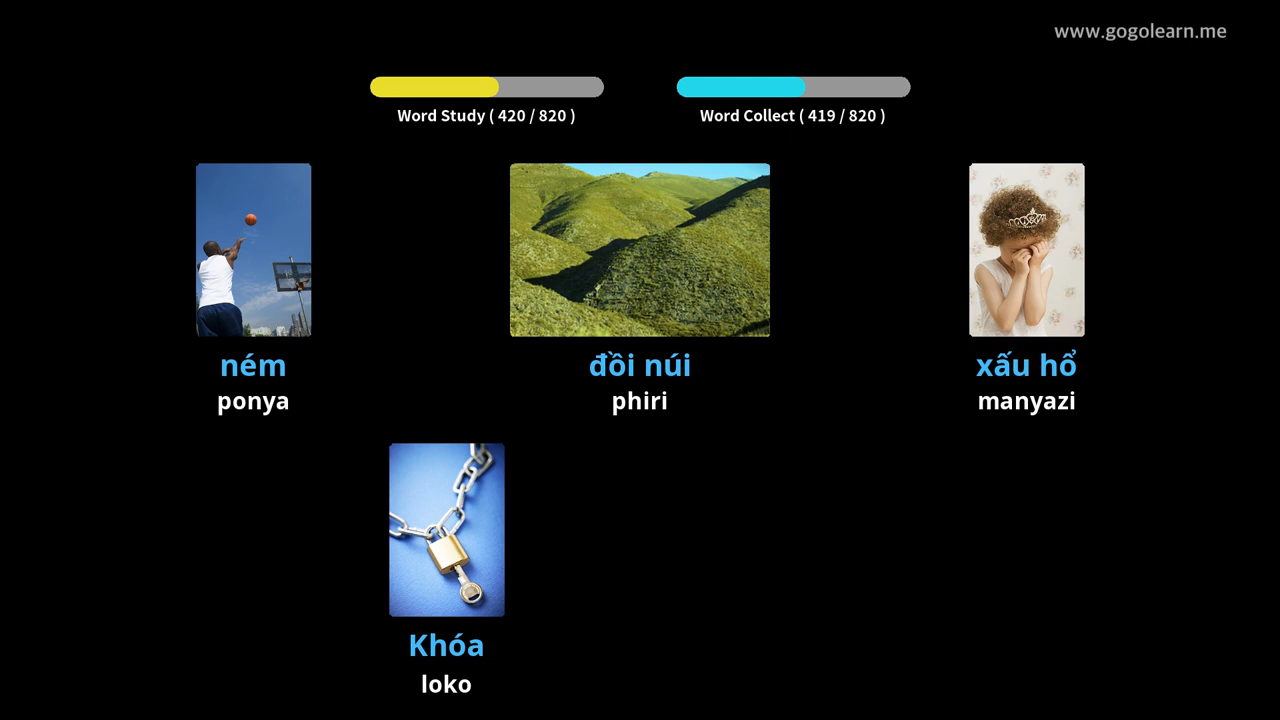 www.gogolearn.me
Word Study ( 420 / 820 )
Word Collect ( 419 / 820 )
ném
đồi núi
xấu hổ
ponya
phiri
manyazi
Khóa
loko